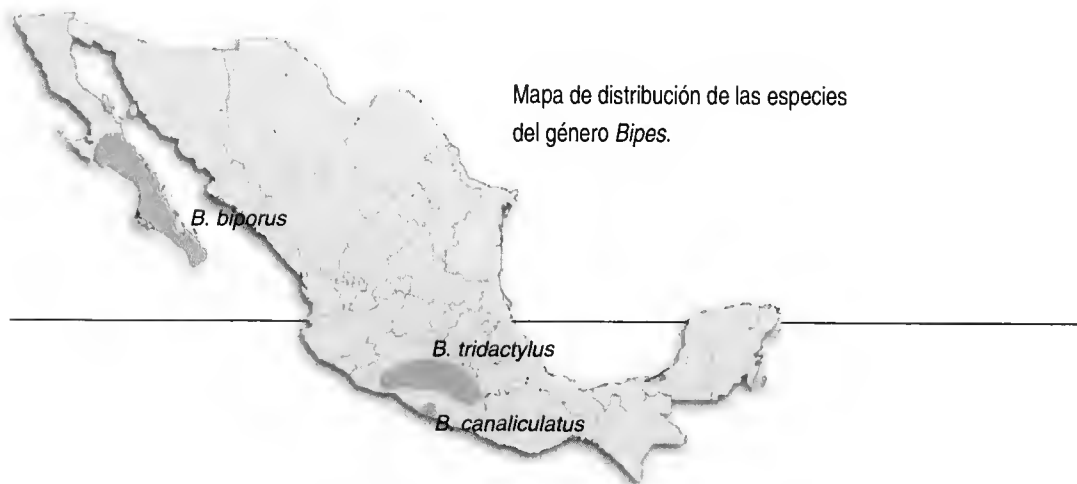 Mapa de distribución de las especies
del género Bipes.
B. biporus
B. tridactylus
B. canaliculatus